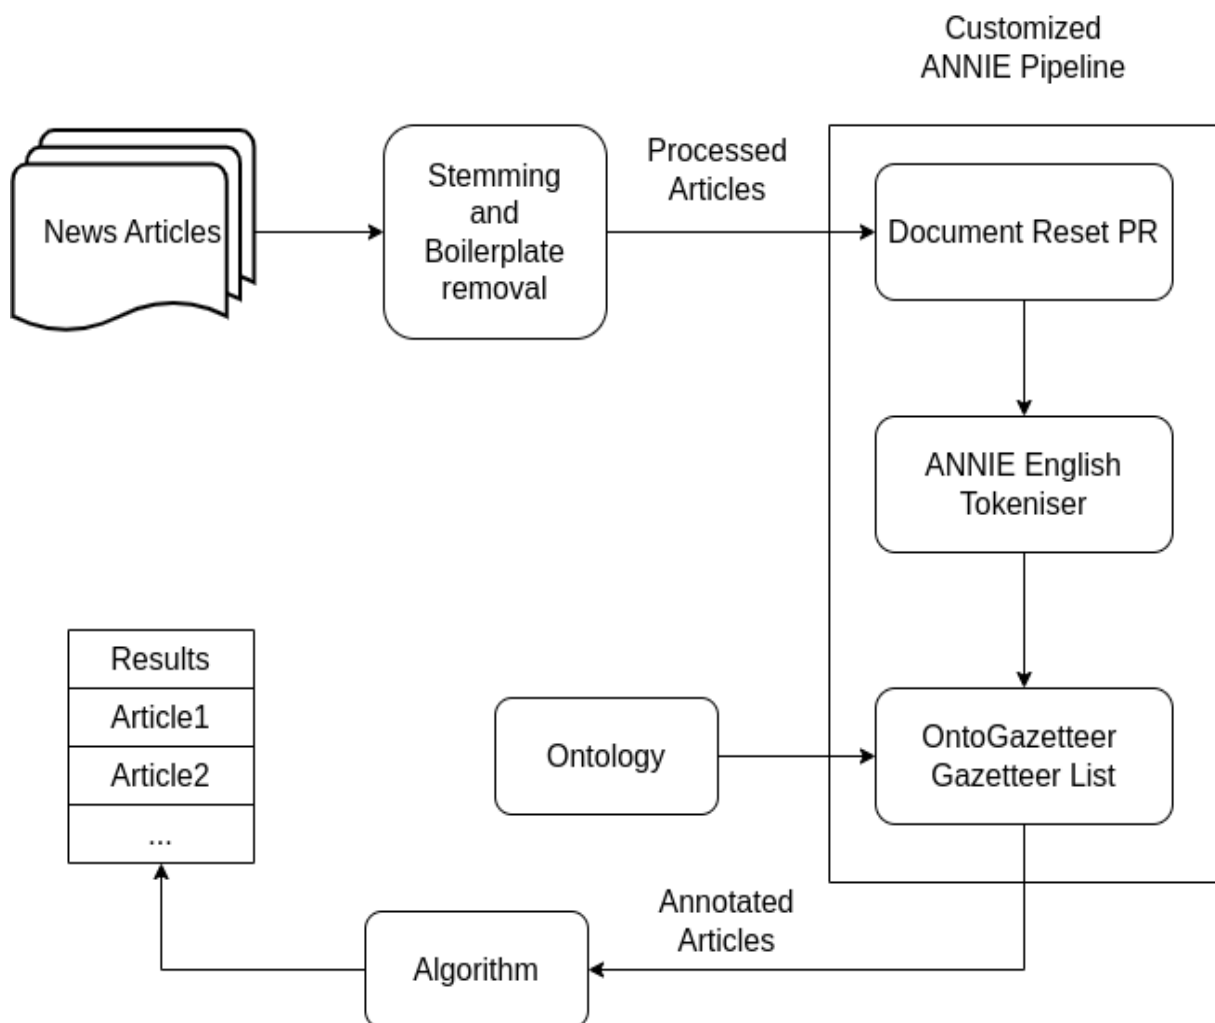 Customized
ANNIE Pipeline
News Articles
Stemming
and
Boilerplate
removal
Processed
Articles
Document Reset PR
ANNIE English
Tokeniser
Results
Article1
Article2
...
Ontology
OntoGazetteer
Gazetteer List
Annotated
Articles
Algorithm